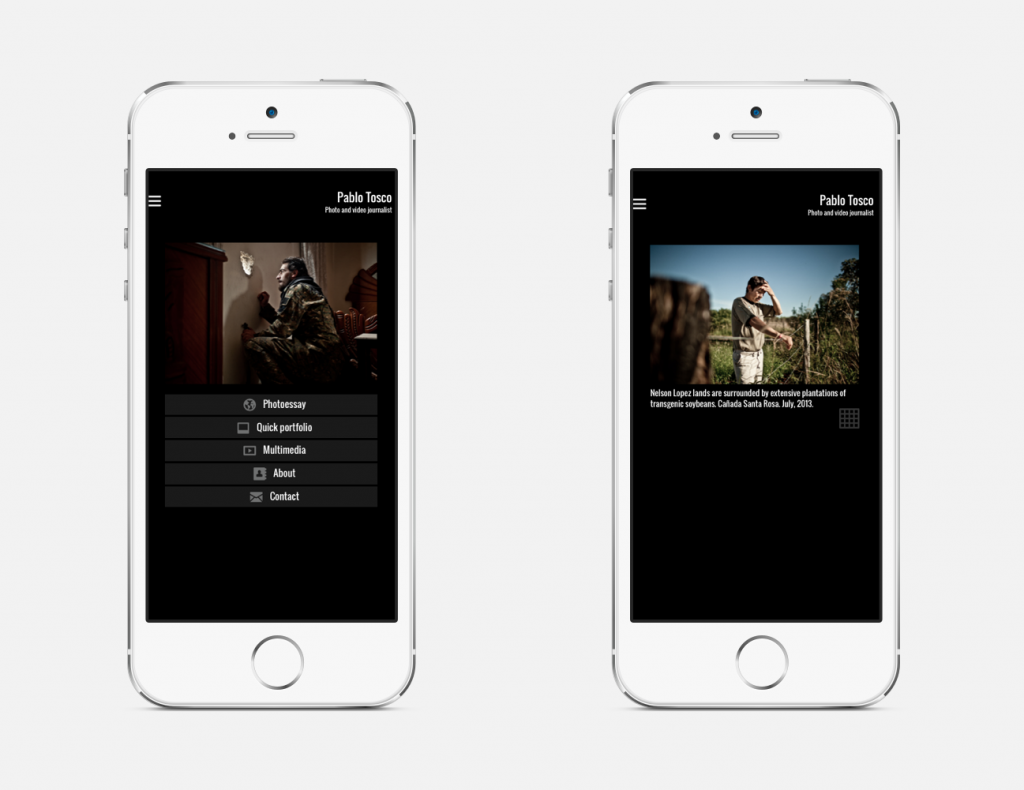 Pablo Tosco
Photo and video journalist
Photoessay
Quick portfolio
Multimedia
About
Contact
Pablo Tosco
Photo and video journalist
Nelson Lopez lands are surrounded by extensive plantations of
transgenic soybeans. Cañada Santa Rosa. July, 2013.